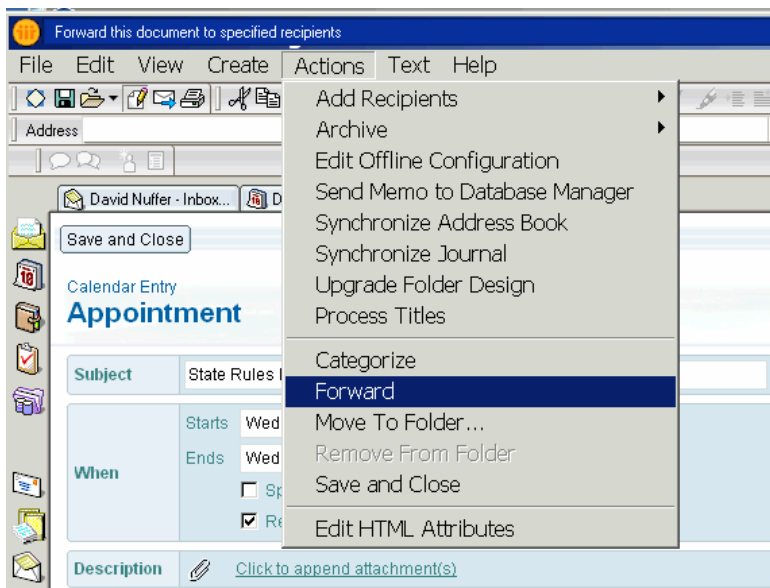 Forward this document to specified recipients
File Edit View Create Actions Text Help
Address
David Nuffer - Inbox...
Save and Close
Calendar Entry
Appointment
Subject State Rules
When
Starts Wed
Ends Wed
Description Click to append attachment(s)
Add Recipients
Archive
Edit Offline Configuration
Send Memo to Database Manager
Synchronize Address Book
Synchronize Journal
Upgrade Folder Design
Process Titles
Categorize
Forward
Move To Folder...
Remove From Folder
Save and Close
Edit HTML Attributes